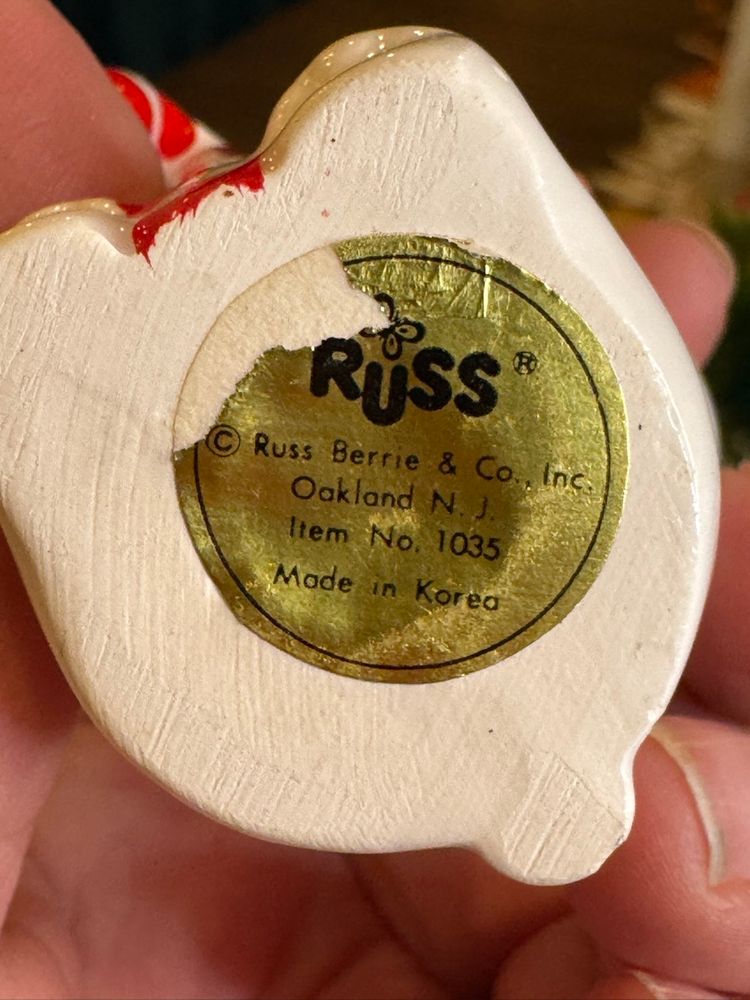 RUSS®
© Russ Berrie & Co., Inc.
Oakland N. J.
Item No. 1035
Made in Korea